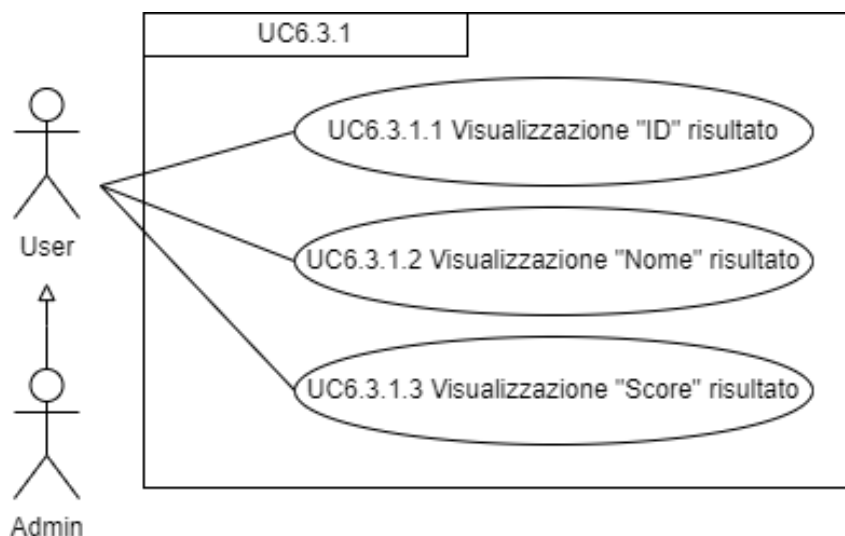 UC6.3.1
UC6.3.1.1 Visualizzazione "ID" risultato
User
UC6.3.1.2 Visualizzazione "Nome" risultato
UC6.3.1.3 Visualizzazione "Score" risultato
Admin